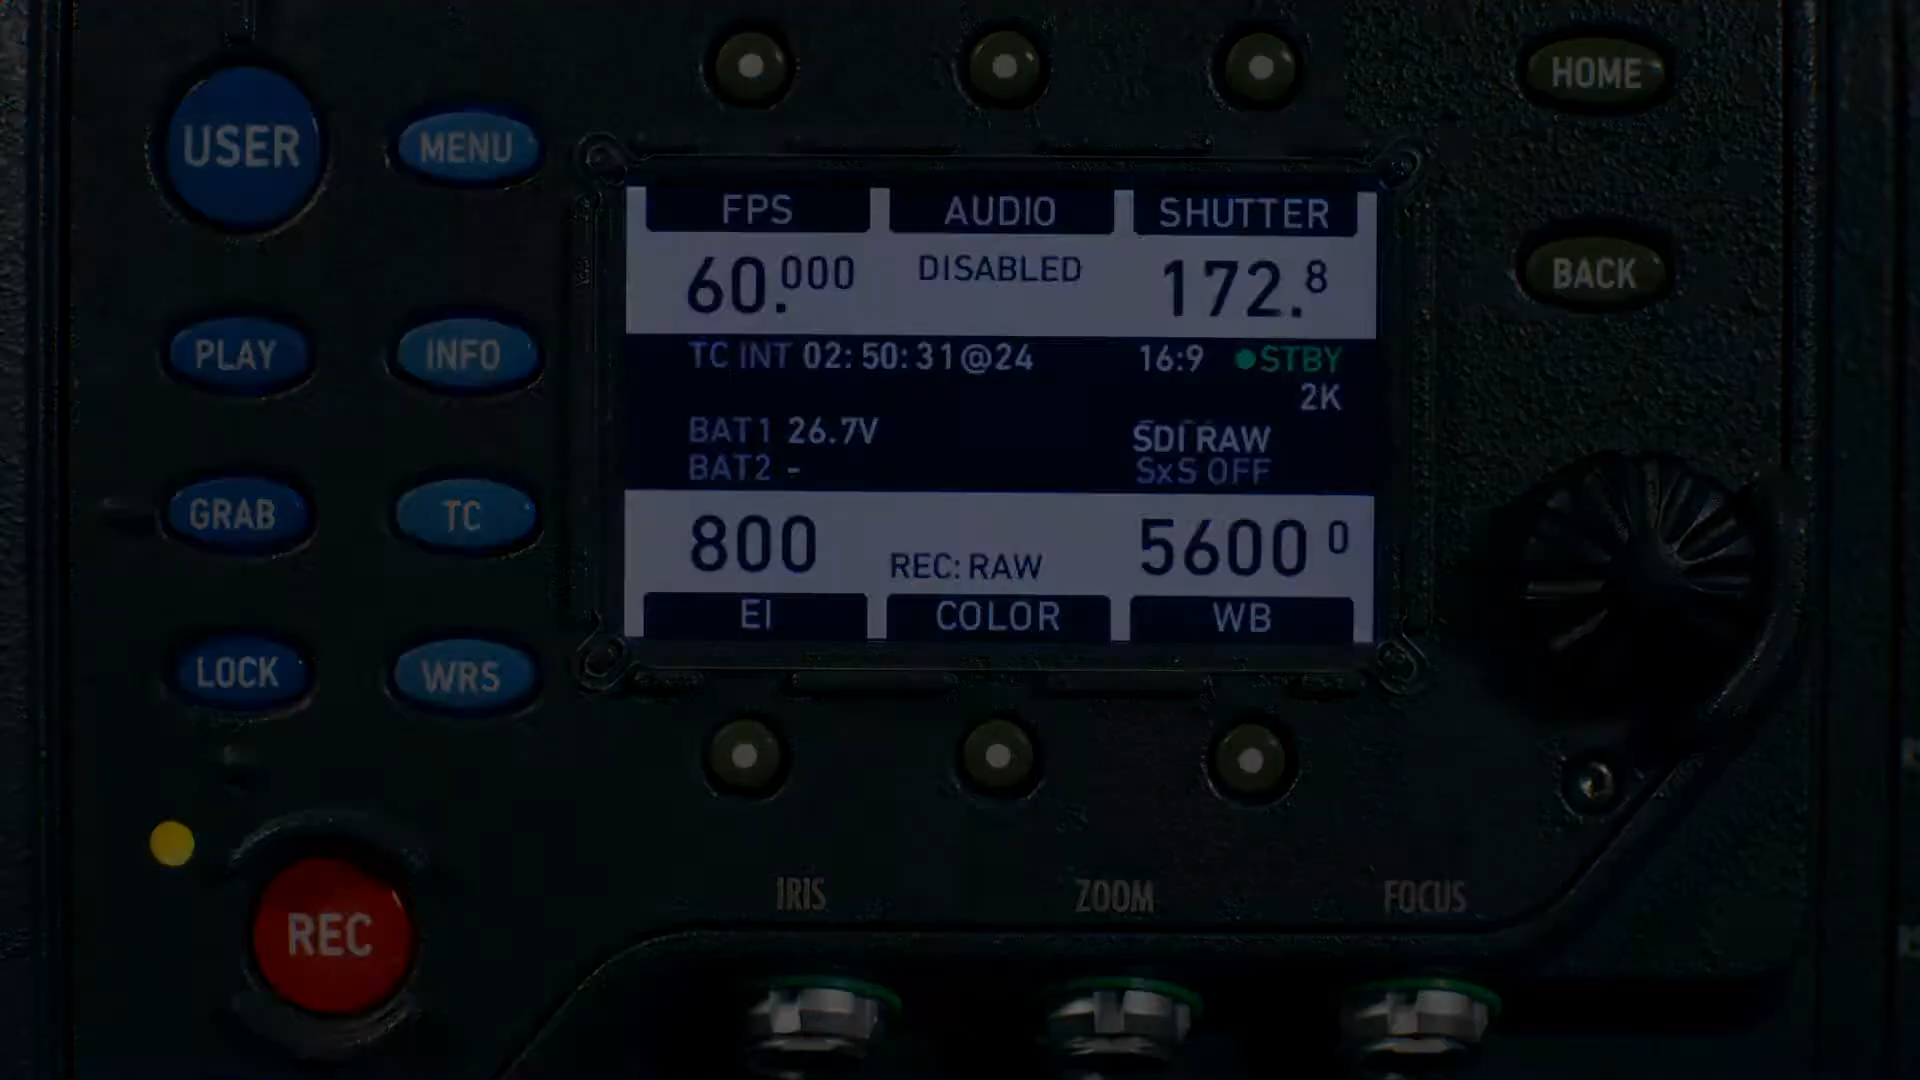 HOME
USER
MENU
FPS AUDIO SHUTTER
60.000 DISABLED 172.8
BACK
PLAY
INFO
TC INT 02:50:31@24 16:9 STBY
2K
BAT1 26.7V SDI RAW
BAT2 - SxS OFF
GRAB
TC
800 REC: RAW 5600 0
EI COLOR WB
LOCK
WRS
IRIS ZOOM FOCUS
REC